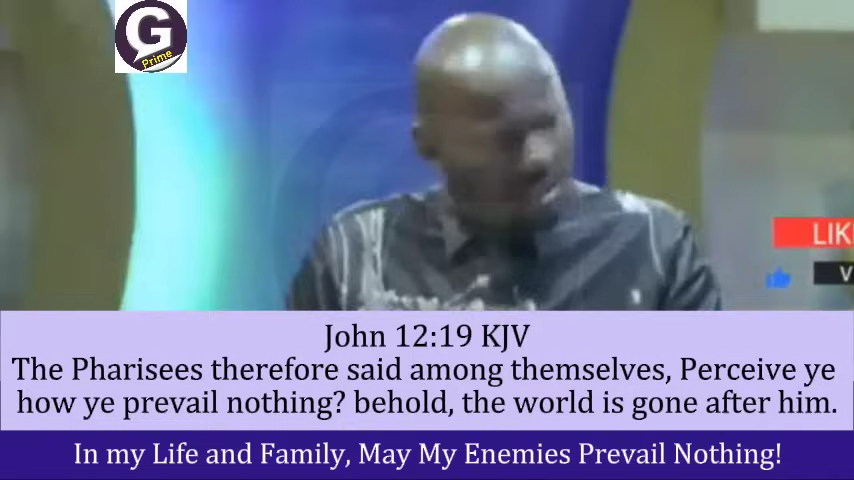 G
Prime
LIK
V
John 12:19 KJV
The Pharisees therefore said among themselves, Perceive ye
how ye prevail nothing? behold, the world is gone after him.
In my Life and Family, May My Enemies Prevail Nothing!